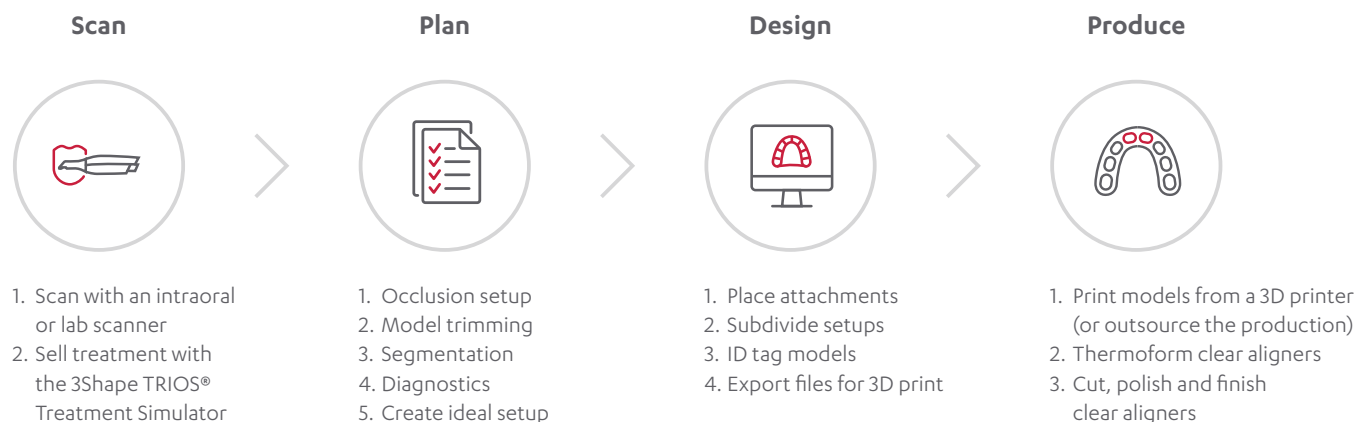 Scan
1. Scan with an intraoral
or lab scanner
2. Sell treatment with
the 3Shape TRIOS®
Treatment Simulator
Plan
1. Occlusion setup
2. Model trimming
3. Segmentation
4. Diagnostics
5. Create ideal setup
Design
1. Place attachments
2. Subdivide setups
3. ID tag models
4. Export files for 3D print
Produce
1. Print models from a 3D printer
(or outsource the production)
2. Thermoform clear aligners
3. Cut, polish and finish
clear aligners